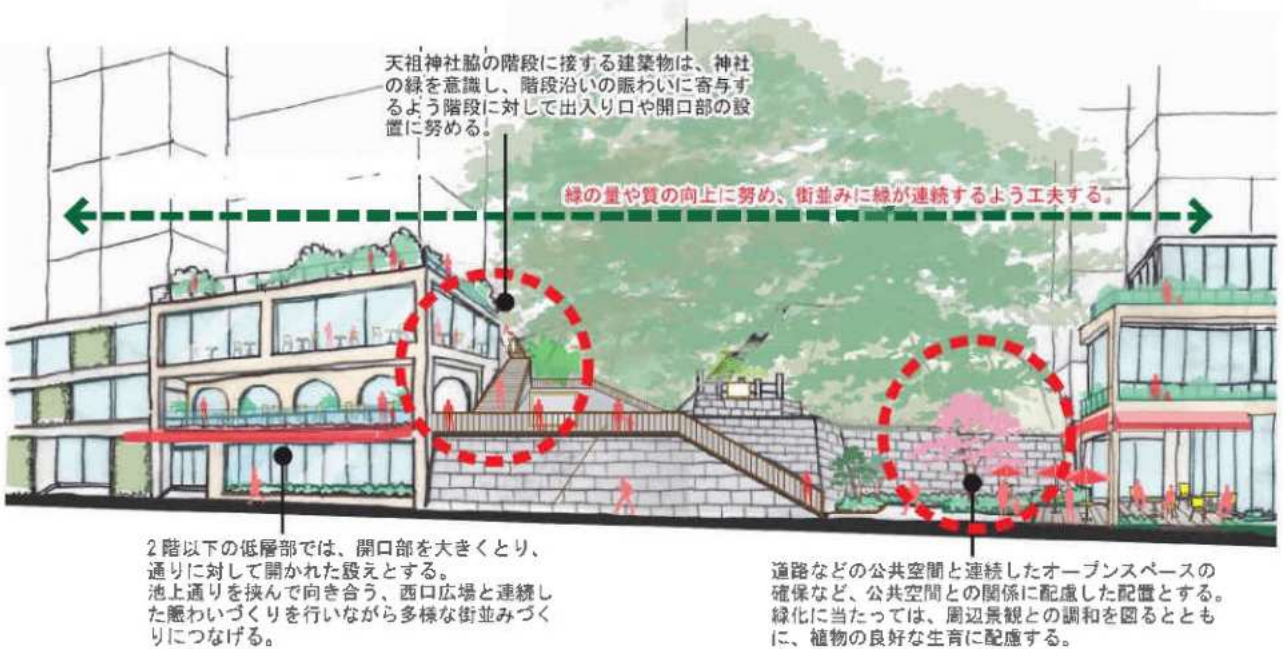 天祖神社脇の階段に接する建築物は、神社
の緑を意識し、階段沿いの賑わいに寄与す
るよう階段に対して出入り口や開口部の設
置に努める。
緑の量や質の向上に努め、街並みに緑が連続するよう工夫する。
2階以下の低層部では、開口部を大きくとり、
通りに対して開かれた設えとする。
池上通りを挟んで向き合う、西口広場と連続し
た賑わいづくりを行いながら多様な街並みづく
りにつなげる。
道路などの公共空間と連続したオープンスペースの
確保など、公共空間との関係に配慮した配置とする。
緑化に当たっては、周辺景観との調和を図るととも
に、植物の良好な生育に配慮する。